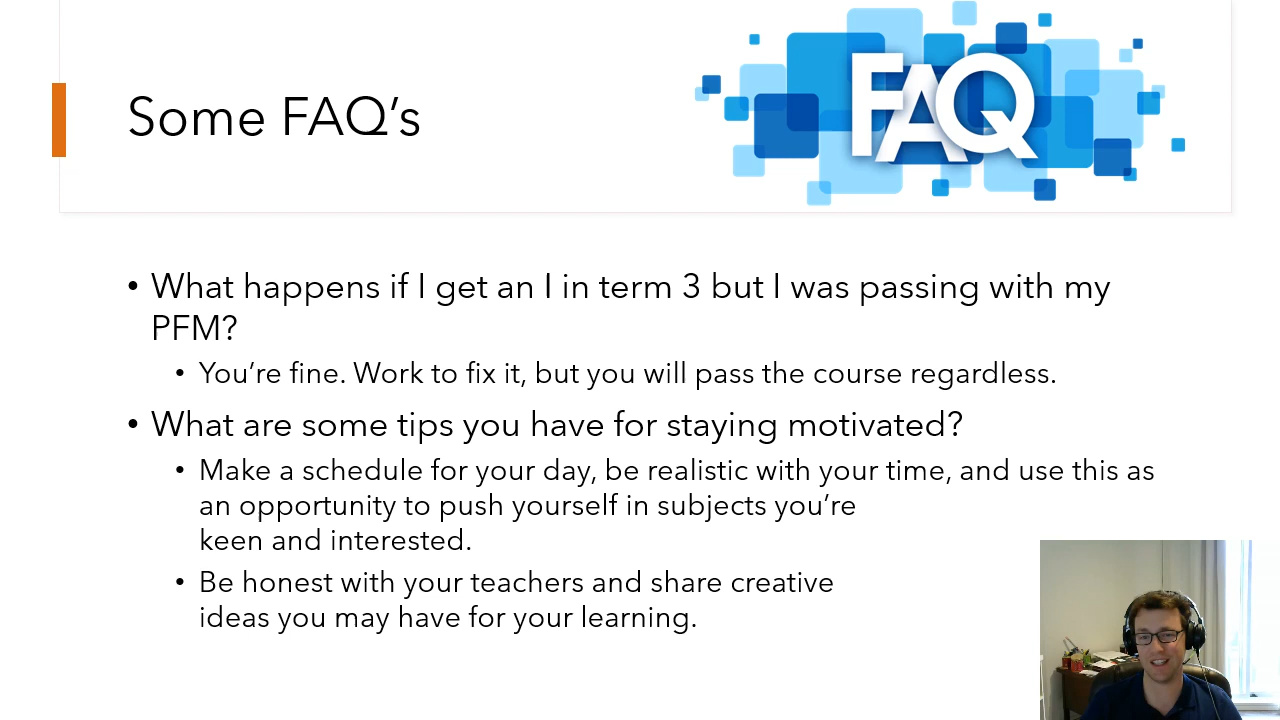 Some FAQ’s
FAQ
• What happens if I get an I in term 3 but I was passing with my
PFM?
• You’re fine. Work to fix it, but you will pass the course regardless.
• What are some tips you have for staying motivated?
• Make a schedule for your day, be realistic with your time, and use this as
an opportunity to push yourself in subjects you’re
keen and interested.
• Be honest with your teachers and share creative
ideas you may have for your learning.